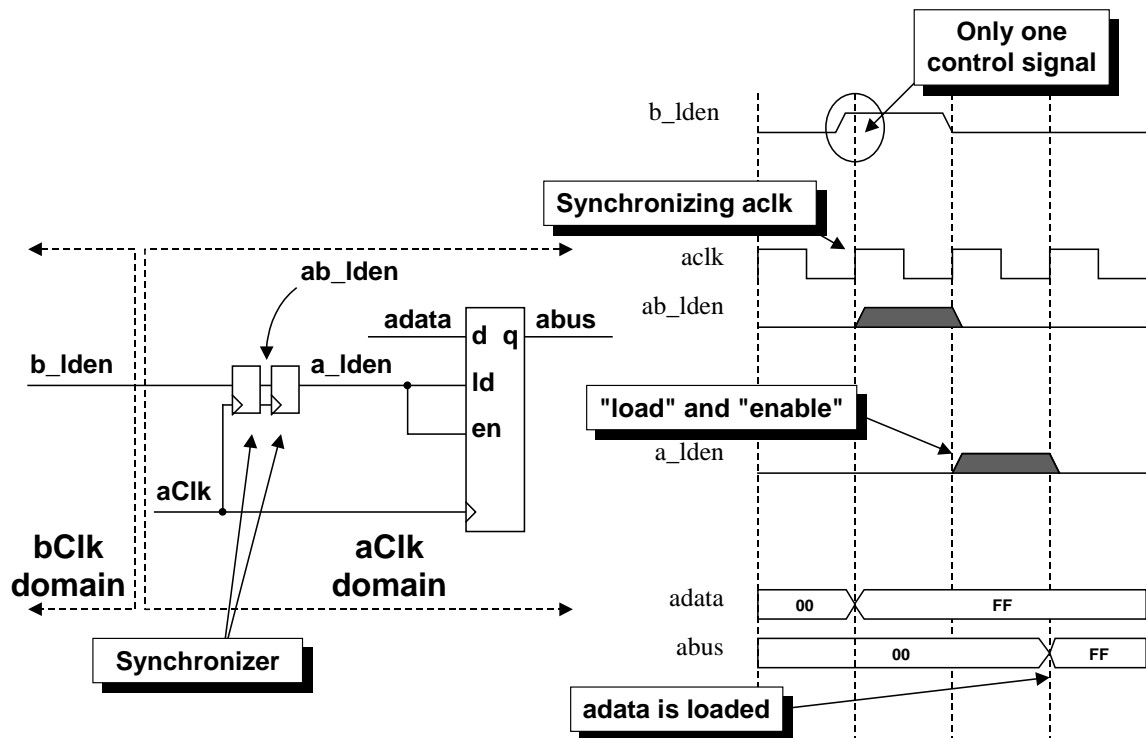 Only one
control signal
b_lden
Synchronizing aclk
aclk
ab_lden
ab_lden
adata
d q
abus
b_lden
a_lden
ld
"load" and "enable"
en
a_lden
aClk
bClk
domain
aClk
domain
adata
00
FF
abus
00
FF
Synchronizer
adata is loaded